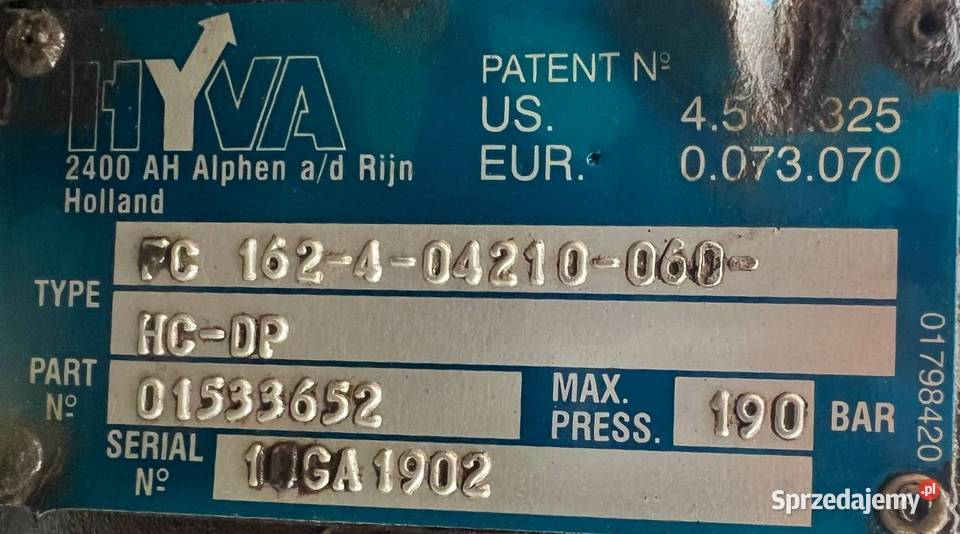 HYVA
2400 AH Alphen a/d Rijn
Holland
PATENT Nº
US.
EUR. 0.073.070
TYPE FC 162-4-04210-060-
HC-DP
PART Nº 01533652
MAX. PRESS. 190 BAR
SERIAL Nº
01798420
Sprzedajemy.pl